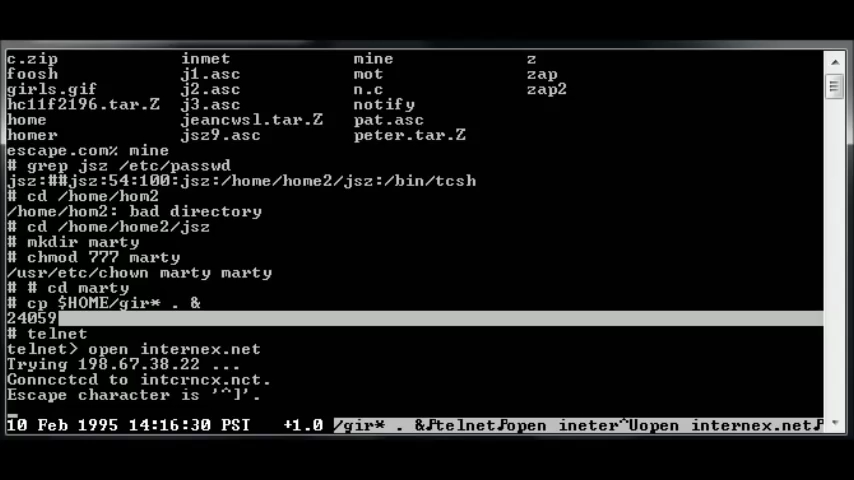 c.zip inmet mine z
foosh j1.asc mot zap
girls.gif j2.asc n.c zap2
hc11f2196.tar.Z j3.asc notify
home jeancwsl.tar.Z pat.asc
homer jsz9.asc peter.tar.Z
escape.com% mine
# grep jsz /etc/passwd
jsz:##jsz:54:100:jsz:/home/home2/jsz:/bin/tcsh
# cd /home/hom2
/home/hom2: bad directory
# cd /home/home2/jsz
# mkdir marty
# chmod 777 marty
/usr/etc/chown marty marty
# # cd marty
# cp $HOME/gir* . &
24059
# telnet
telnet> open internex.net
Trying 198.67.38.22 ...
Connected to internex.net.
Escape character is '^]'.
10 Feb 1995 14:16:30 PST +1.0 /gir* . &♪telnet♪open ineter^Uopen internex.net♪